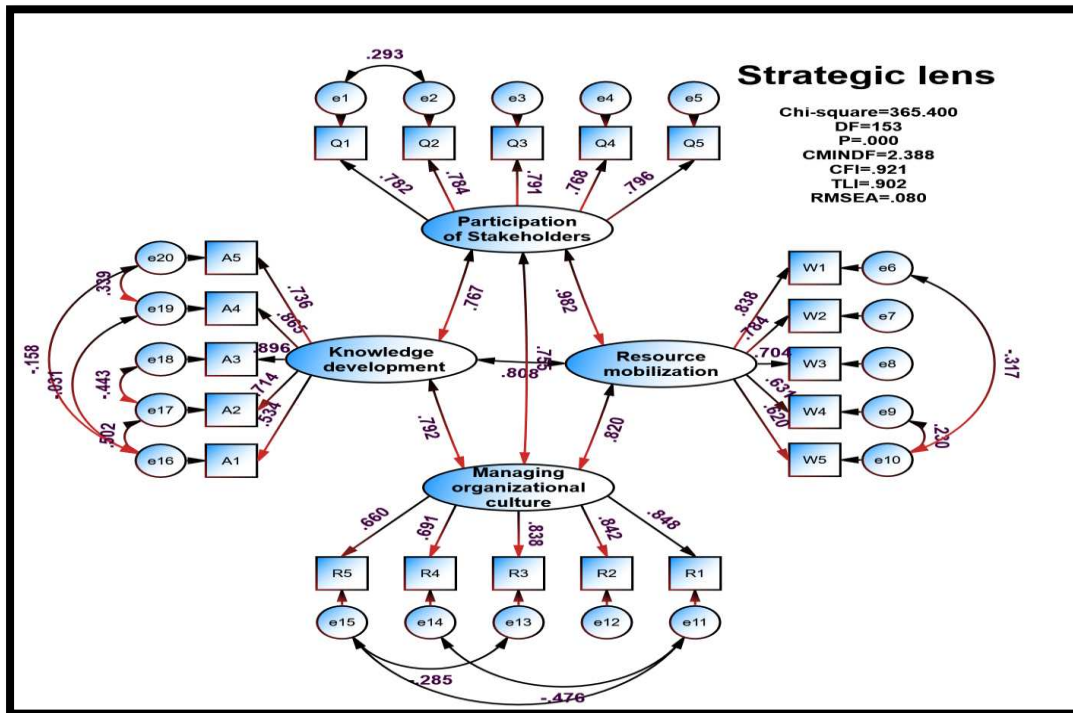 .293
Strategic lens
e1 e2 e3 e4 e5
Chi-square=365.400
DF=153
P=.000
CMINDF=2.388
CFI=.921
TLI=.902
RMSEA=.080
Q1 Q2 Q3 Q4 Q5
.782 .784 .791 .768 .796
Participation
of Stakeholders
e20 A5
.339
.736
e19 A4
.865
e18 A3
.896
-.443
e17 A2
.714
.502
.534
e16 A1
-.158
-.031
.767
.982
Knowledge
development
.808
Resource
mobilization
.838
W1 e6
.784
W2 e7
.704
W3 e8
.631
W4 e9
.620
.230
W5 e10
-.317
.792
.820
Managing
organizational
culture
.660 .691 .838 .842 .848
R5 R4 R3 R2 R1
e15 e14 e13 e12 e11
-.285
-.476